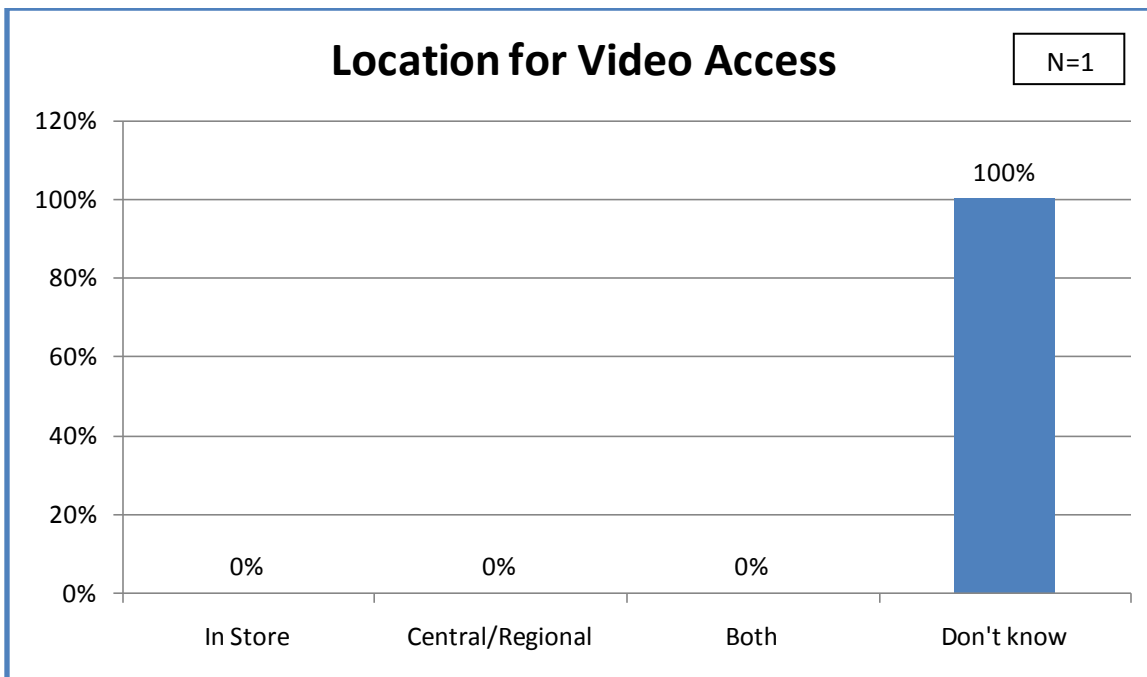 Location for Video Access
N=1
120%
100%
80%
60%
40%
20%
0%
0%
0%
0%
100%
In Store
Central/Regional
Both
Don't know